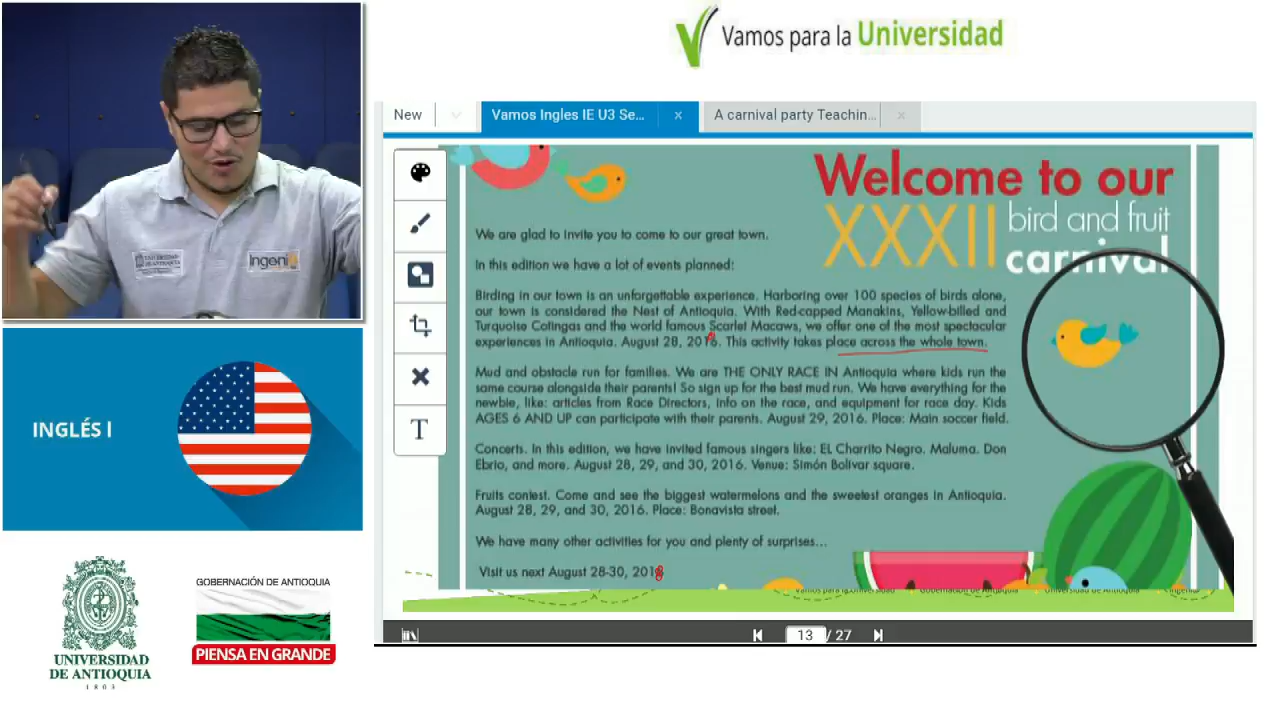 Vamos para la Universidad
New
Vamos Ingles IE U3 Se...
A carnival party Teachin...
Welcome to our
XXXII bird and fruit
carnival
We are glad to invite you to come to our great town.
In this edition we have a lot of events planned:
Birding in our town is an unforgettable experience. Harboring over 100 species of birds alone,
our town is considered the Nest of Antioquia. With Red-capped Manakins, Yellow-billed and
Turquoise Cotingas and the world famous Scarlet Macaws, we offer one of the most spectacular
experiences in Antioquia. August 28, 2016. This activity takes place across the whole town.
Mud and obstacle run for families. We are THE ONLY RACE IN Antioquia where kids run the
same course alongside their parents! So sign up for the best mud run. We have everything for the
newbie, like: articles from Race Directors, info on the race, and equipment for race day. Kids
AGES 6 AND UP can participate with their parents. August 29, 2016. Place: Main soccer field.
Concerts. In this edition, we have invited famous singers like: EL Charrito Negro. Maluma. Don
Ebrio, and more. August 28, 29, and 30, 2016. Venue: Simón Bolivar square.
Fruits contest. Come and see the biggest watermelons and the sweetest oranges in Antioquia.
August 28, 29, and 30, 2016. Place: Bonavista street.
We have many other activities for you and plenty of surprises...
Visit us next August 28-30, 2018
T
13 / 27
UNIVERSIDAD
DE ANTIOQUIA
ingeni@
INGLÉS I
UNIVERSIDAD
DE ANTIOQUIA
1803
GOBERNACIÓN DE ANTIOQUIA
PIENSA EN GRANDE